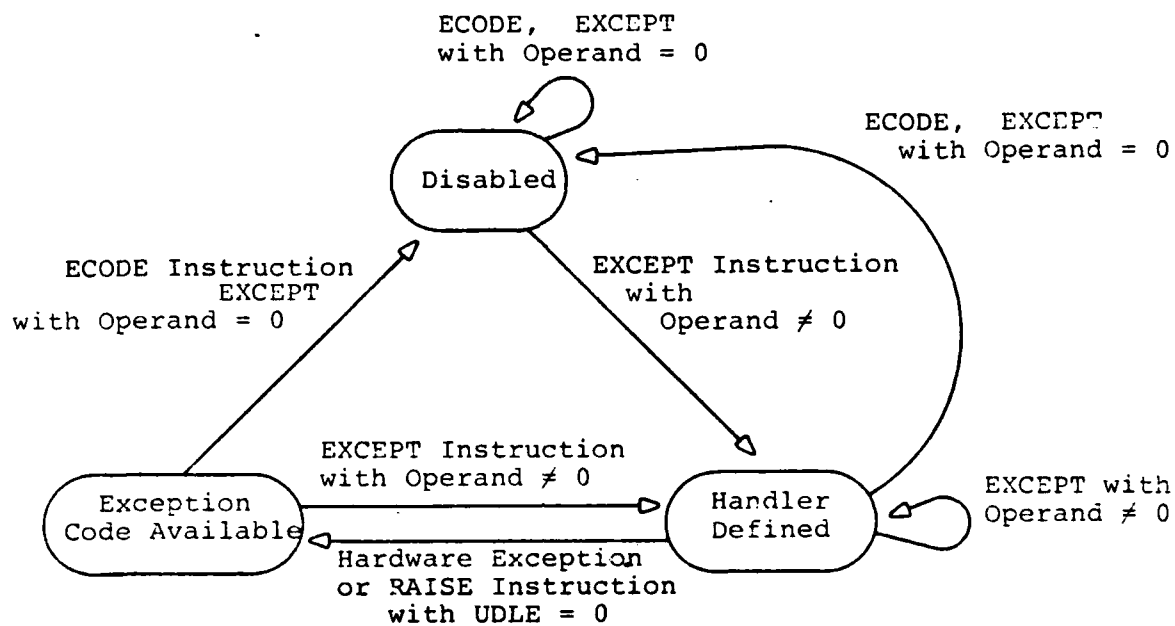 ECODE, EXCEPT
with Operand = 0
ECODE, EXCEPT
with Operand = 0
Disabled
ECODE Instruction
EXCEPT
with Operand = 0
EXCEPT Instruction
with
Operand ≠ 0
EXCEPT Instruction
with Operand ≠ 0
Exception
Code Available
Handler
Defined
EXCEPT with
Operand ≠ 0
Hardware Exception
or RAISE Instruction
with UDLE = 0